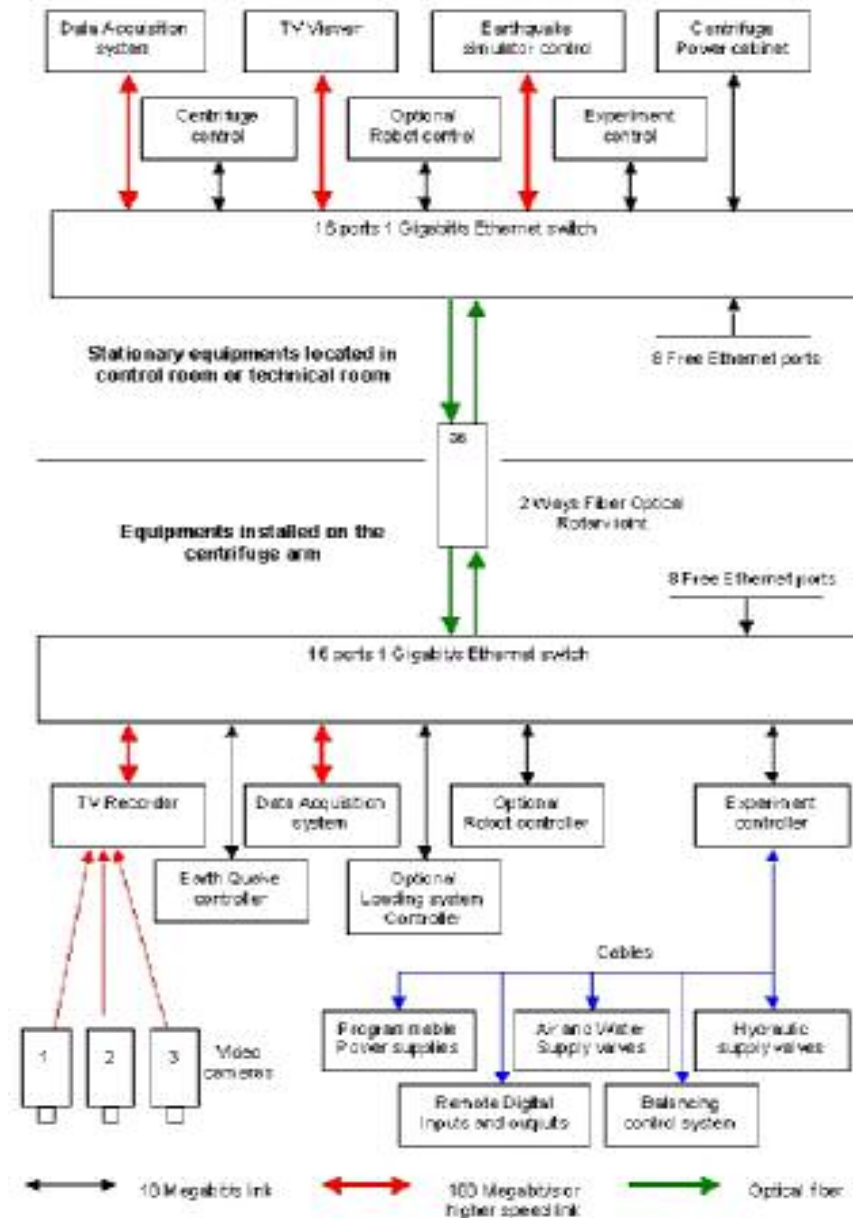 Data Acquisition
system
TV Viewer
Earthquake
simulator control
Centrifuge
Power cabinet
Centrifuge
control
Optional
Robot control
Experiment
control
16 ports 1 Gigabit/s Ethernet switch
Stationary equipments located in
control room or technical room
8 Free Ethernet ports
36
2 Ways Fiber Optical
Rotary joint
Equipments installed on the
centrifuge arm
8 Free Ethernet ports
16 ports 1 Gigabit/s Ethernet switch
TV Recorder
Data Acquistion
system
Optional
Robot controller
Experiment
controller
Earth Quake
controller
Optional
Loading system
Controller
Cables
1
2
3
Video
cameras
Programmable
Power supplies
Air and Water
Supply valves
Hydraulic
supply valves
Remote Digital
Inputs and outputs
Balancing
control system
10 Megabit/s link
100 Megabit/s or
higher speed link
Optical fiber